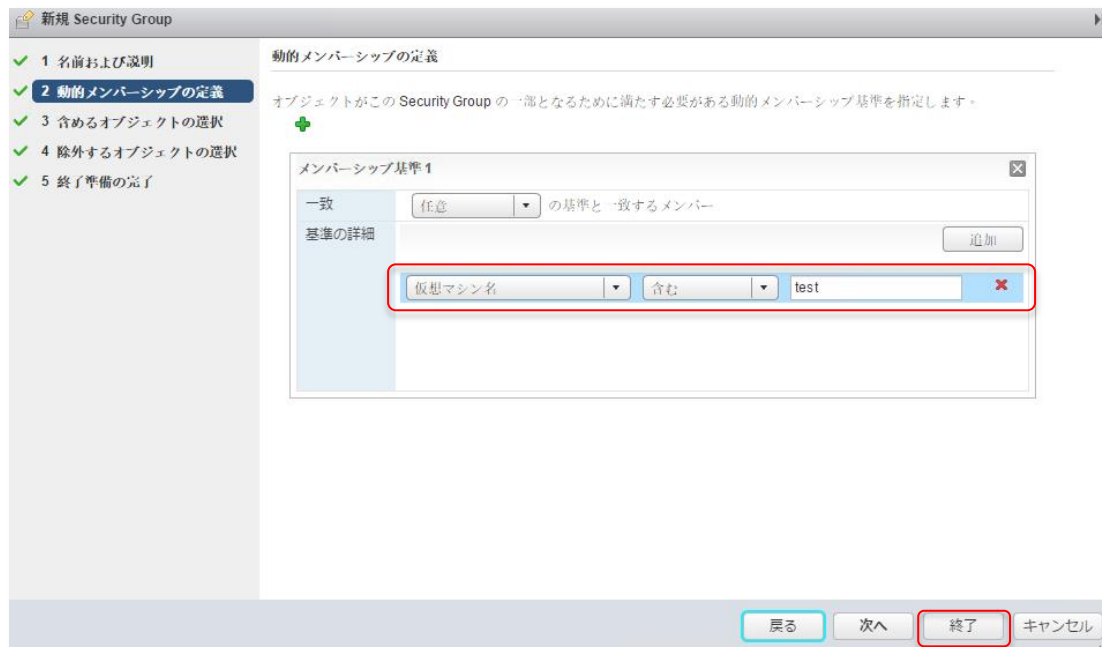 新規 Security Group
1 名前および説明
2 動的メンバーシップの定義
3 含めるオブジェクトの選択
4 除外するオブジェクトの選択
5 終了準備の完了
動的メンバーシップの定義
オブジェクトがこの Security Group の一部となるために満たす必要がある動的メンバーシップ基準を指定します。
メンバーシップ基準 1
一致 任意 の基準と一致するメンバー
基準の詳細 追加
仮想マシン名 含む test
戻る 次へ 終了 キャンセル